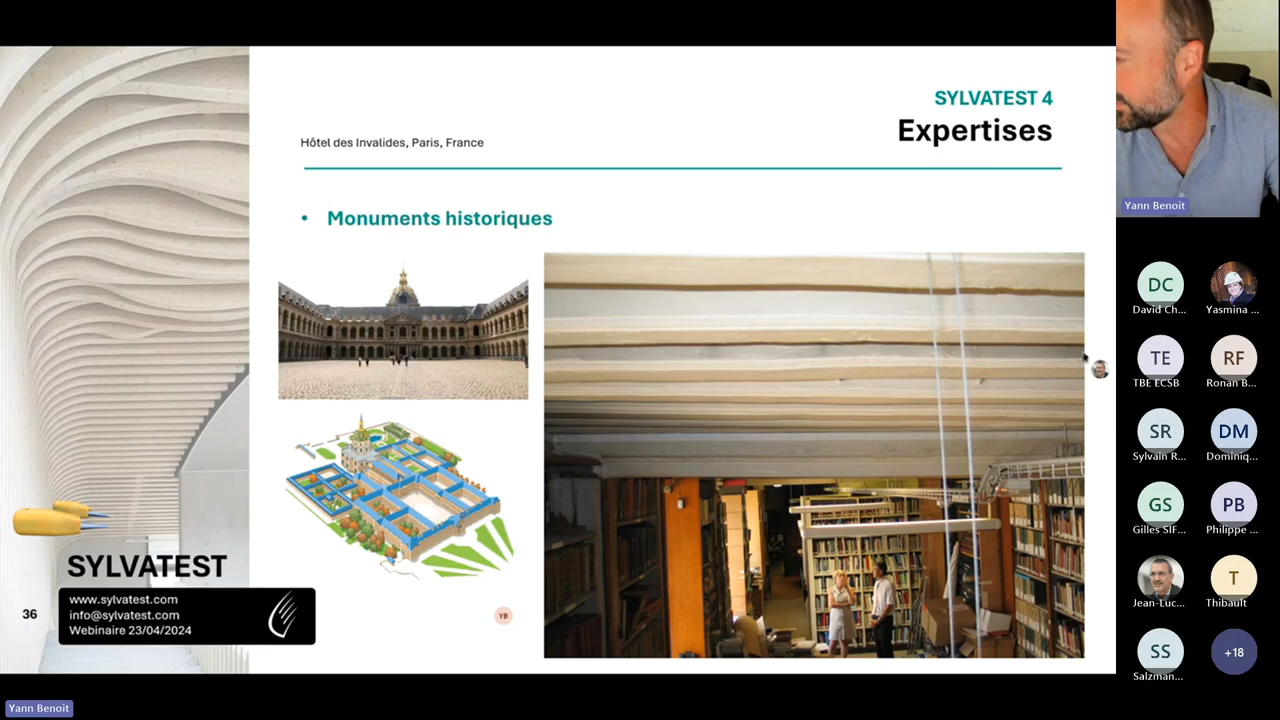 SYLVATEST 4
Expertises
Hôtel des Invalides, Paris, France
• Monuments historiques
SYLVATEST
www.sylvatest.com
info@sylvatest.com
Webinaire 23/04/2024
36
YB
Yann Benoit
DC
David Ch...
Yasmina ...
TE
TBE ECSB
RF
Ronan B...
SR
Sylvain R...
DM
Dominiq...
GS
Gilles SIF...
PB
Philippe ...
Jean-Luc...
T
Thibault
SS
Salzman...
+18
Yann Benoit